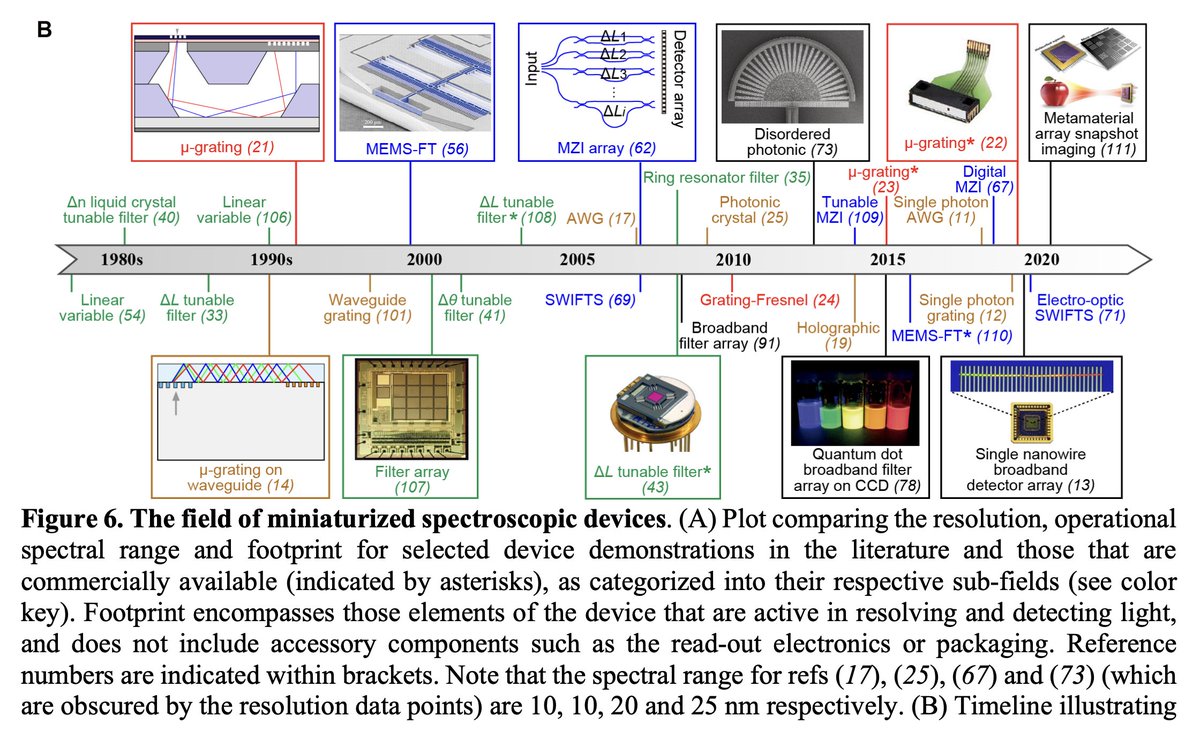 B
Input
ΔL1
ΔL2
ΔL3
ΔLi
Detector array
200 μm
μ-grating (21)
MEMS-FT (56)
MZI array (62)
Disordered
photonic (73)
μ-grating* (22)
Metamaterial
array snapshot
imaging (111)
Δn liquid crystal
tunable filter (40)
Linear
variable (106)
ΔL tunable
filter* (108)
AWG (17)
Ring resonator filter (35)
Photonic
crystal (25)
Tunable
MZI (109)
μ-grating*
(23)
Single photon
AWG (11)
Digital
MZI (67)
1980s 1990s 2000 2005 2010 2015 2020
Linear
variable (54)
ΔL tunable
filter (33)
Waveguide
grating (101)
Δθ tunable
filter (41)
SWIFTS (69)
Broadband
filter array (91)
Grating-Fresnel (24)
Holographic
(19)
MEMS-FT* (110)
Single photon
grating (12)
Electro-optic
SWIFTS (71)
μ-grating on
waveguide (14)
Filter array
(107)
ΔL tunable filter*
(43)
Quantum dot
broadband filter
array on CCD (78)
Single nanowire
broadband
detector array (13)
Figure 6. The field of miniaturized spectroscopic devices. (A) Plot comparing the resolution, operational
spectral range and footprint for selected device demonstrations in the literature and those that are
commercially available (indicated by asterisks), as categorized into their respective sub-fields (see color
key). Footprint encompasses those elements of the device that are active in resolving and detecting light,
and does not include accessory components such as the read-out electronics or packaging. Reference
numbers are indicated within brackets. Note that the spectral range for refs (17), (25), (67) and (73) (which
are obscured by the resolution data points) are 10, 10, 20 and 25 nm respectively. (B) Timeline illustrating